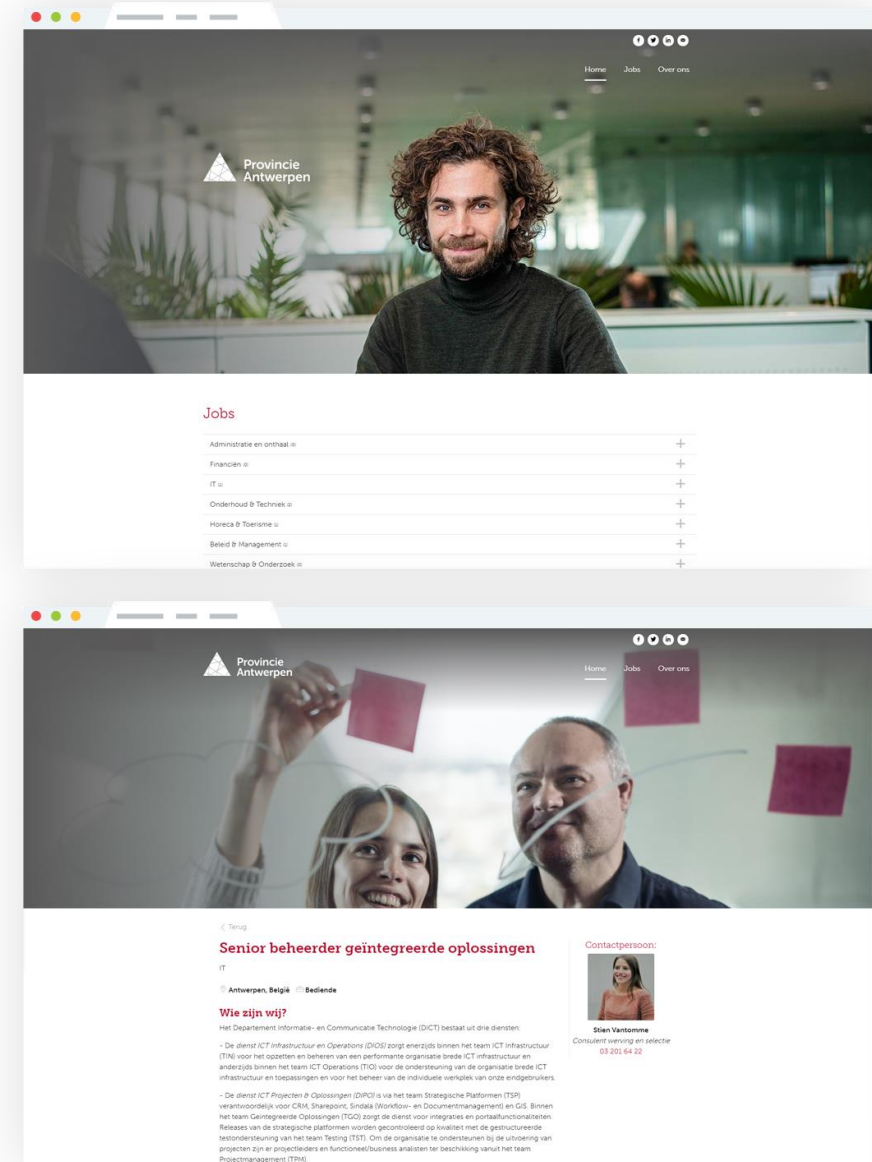 Home Jobs Over ons
Provincie
Antwerpen
Jobs
Administratie en onthaal
Financiën
IT
Onderhoud & Techniek
Horeca & Toerisme
Beleid & Management
Wetenschap & Onderzoek
Provincie
Antwerpen
Home Jobs Over ons
Terug
Senior beheerder geïntegreerde oplossingen
IT
Antwerpen, België Bediende
Wie zijn wij?
Het Departement Informatie- en Communicatie Technologie (DICT) bestaat uit drie diensten:
- De dienst ICT Infrastructuur en Operations (DIOS) zorgt enerzijds binnen het team ICT Infrastructuur
(TIN) voor het opzetten en beheren van een performante organisatie brede ICT infrastructuur en
anderzijds binnen het team ICT Operations (TIO) voor de ondersteuning van de organisatie brede ICT
infrastructuur en toepassingen en voor het beheer van de individuele werkplek van onze eindgebruikers.
- De dienst ICT Projecten & Oplossingen (DIPO) is via het team Strategische Platformen (TSP)
verantwoordelijk voor CRM, Sharepoint, Sindala (Workflow- en Documentmanagement) en GIS. Binnen
het team Geïntegreerde Oplossingen (TGO) zorgt de dienst voor integraties en portaalfunctionaliteiten.
Releases van de strategische platformen worden gecontroleerd op kwaliteit met de gestructureerde
testondersteuning van het team Testing (TST). Om de organisatie te ondersteunen bij de uitvoering van
projecten zijn er projectleiders en functioneel/business analisten ter beschikking vanuit het team
Projectmanagement (TPM).
Contactpersoon:
Stien Vantomme
Consulent werving en selectie
03 201 64 22